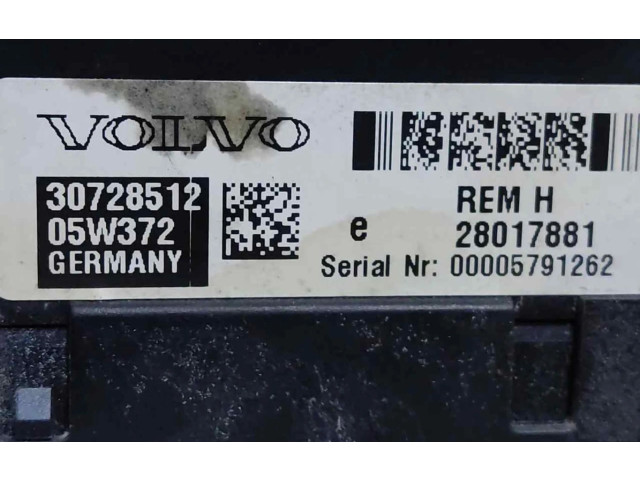 VOLVO
30728512
05W372
GERMANY
REM H
e 28017881
Serial Nr: 00005791262